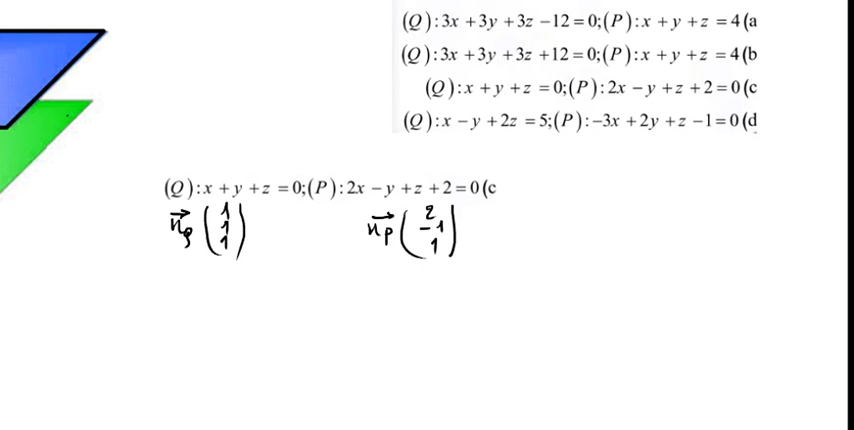 (Q):3x+3y+3z-12=0;(P):x+y+z=4(a
(Q):3x+3y+3z+12=0;(P):x+y+z=4(b
(Q):x+y+z=0;(P):2x-y+z+2=0(c
(Q):x-y+2z=5;(P):-3x+2y+z-1=0(d
(Q):x+y+z=0;(P):2x-y+z+2=0(c
n⃗Q (1 1 1) n⃗P (2 -1 1)